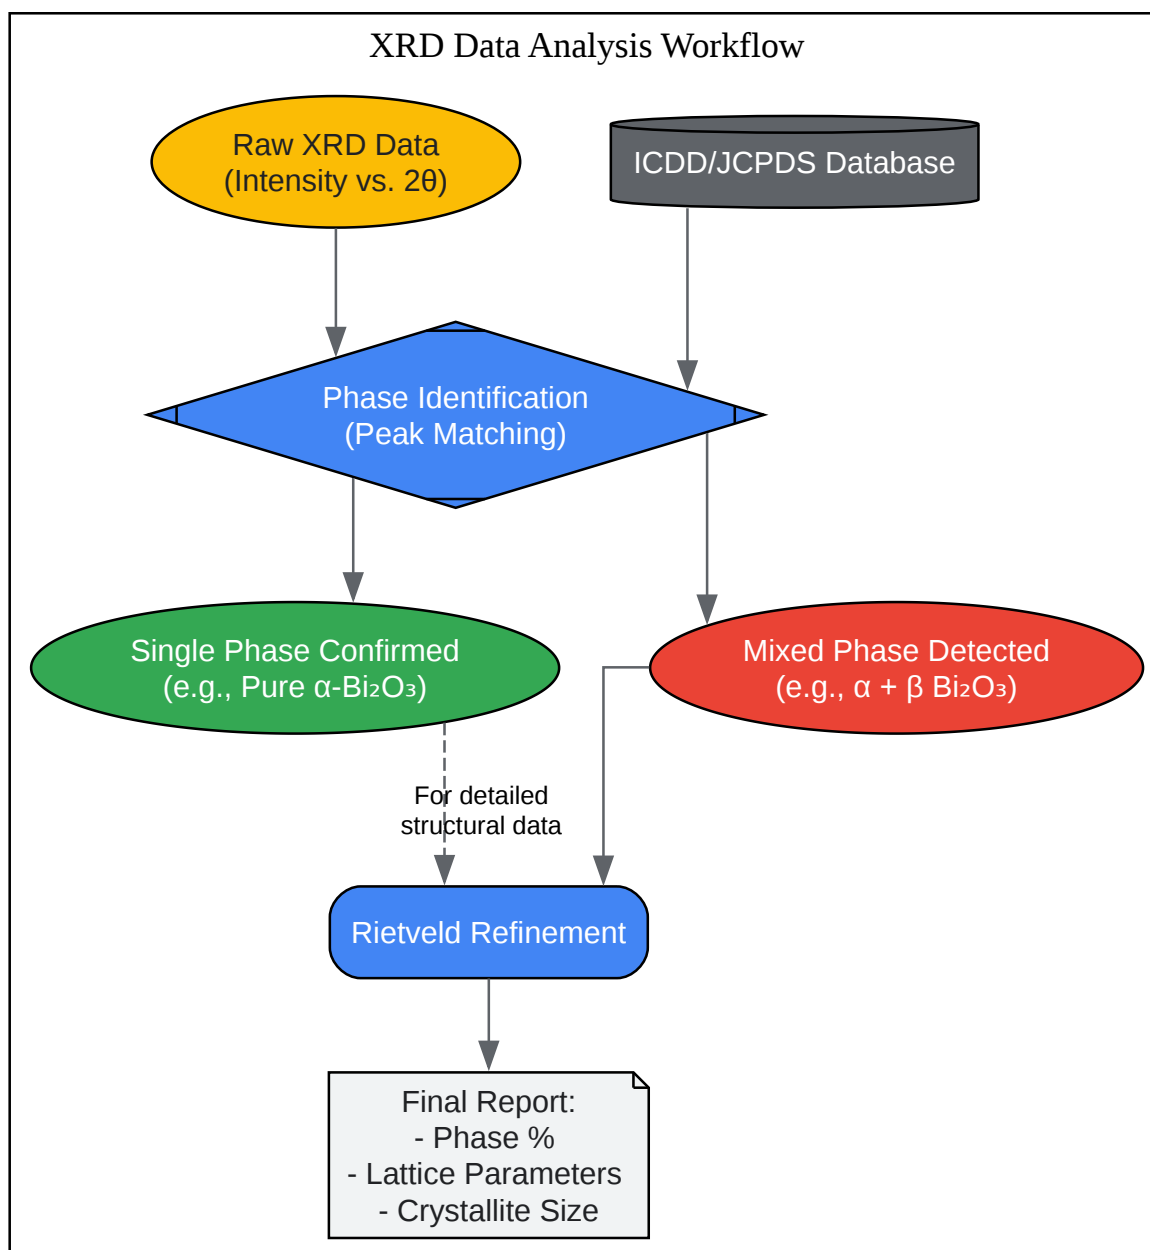 XRD Data Analysis Workflow
Raw XRD Data
(Intensity vs. 2θ)
ICDD/JCPDS Database
Phase Identification
(Peak Matching)
Single Phase Confirmed
(e.g., Pure α-Bi₂O₃)
Mixed Phase Detected
(e.g., α + β Bi₂O₃)
For detailed
structural data
Rietveld Refinement
Final Report:
- Phase %
- Lattice Parameters
- Crystallite Size